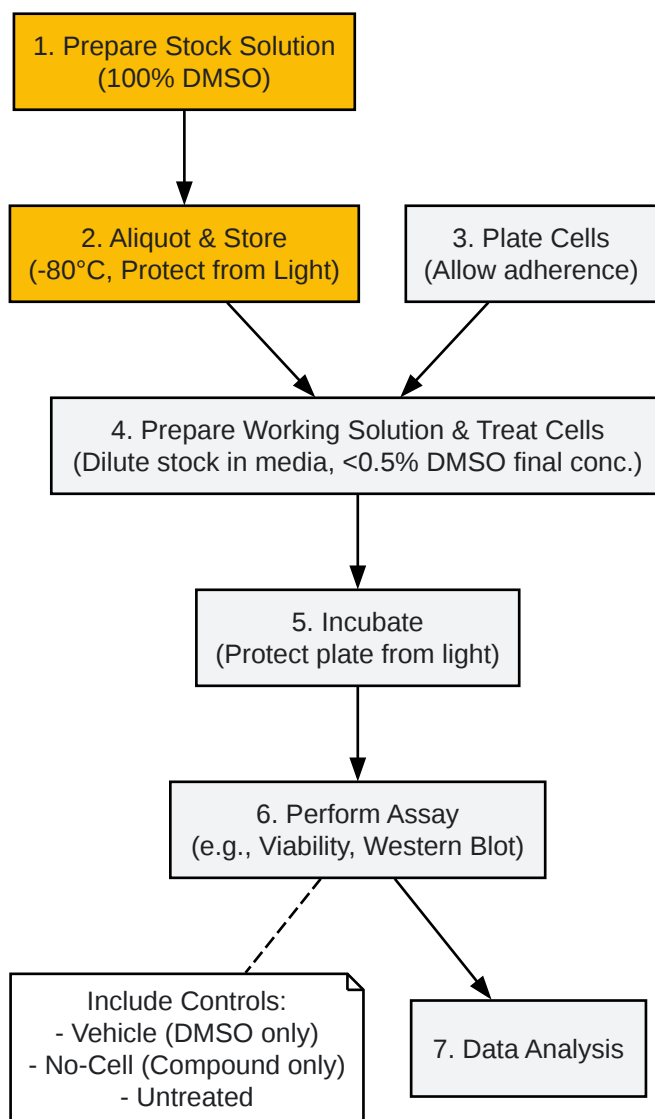 1. Prepare Stock Solution
(100% DMSO)
2. Aliquot & Store
(-80°C, Protect from Light)
3. Plate Cells
(Allow adherence)
4. Prepare Working Solution & Treat Cells
(Dilute stock in media, <0.5% DMSO final conc.)
5. Incubate
(Protect plate from light)
6. Perform Assay
(e.g., Viability, Western Blot)
Include Controls:
- Vehicle (DMSO only)
- No-Cell (Compound only)
- Untreated
7. Data Analysis